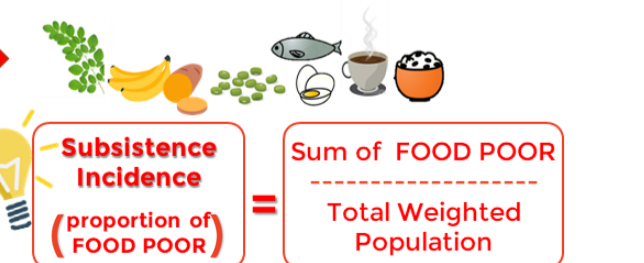 Subsistence
Incidence
(proportion of
FOOD POOR)
=
Sum of FOOD POOR
------------------
Total Weighted
Population